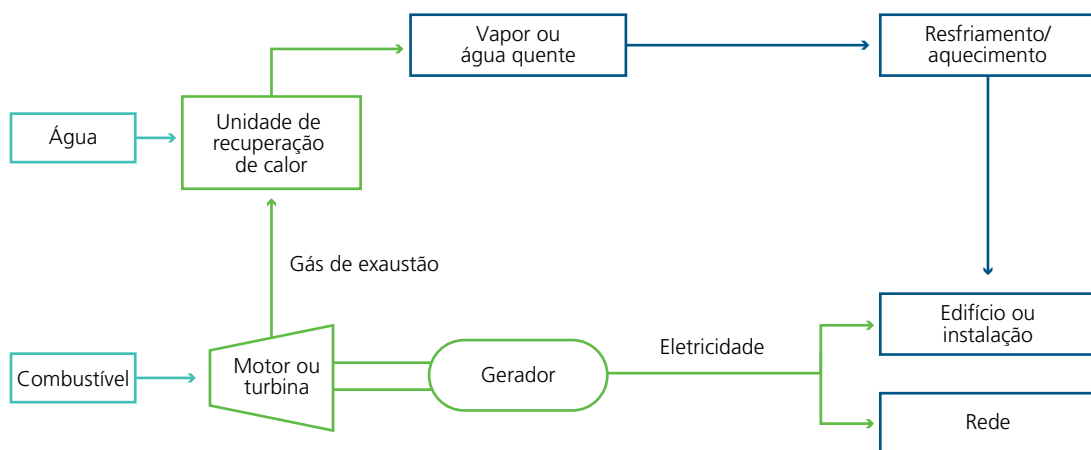 Vapor ou
água quente
Resfriamento/
aquecimento
Água
Unidade de
recuperação
de calor
Gás de exaustão
Combustível
Motor ou
turbina
Gerador
Eletricidade
Edifício ou
instalação
Rede